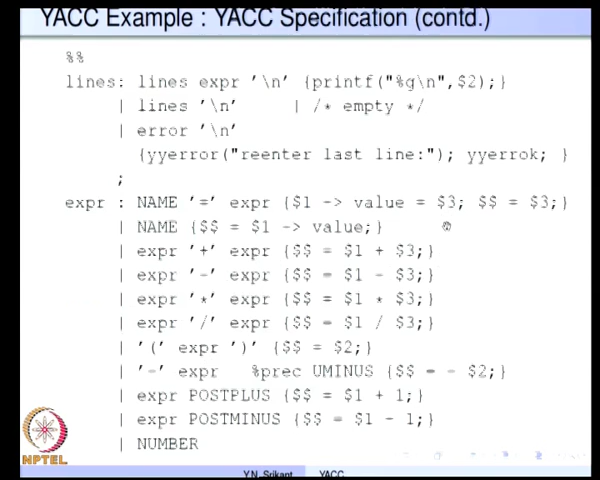 YACC Example : YACC Specification (contd.)
%%
lines: lines expr '\n' {printf("%g\n",$2);}
| lines '\n' | /* empty */
| error '\n'
{yyerror("reenter last line:"); yyerrok; }
;
expr : NAME '=' expr {$1 -> value = $3; $$ = $3;}
| NAME {$$ = $1 -> value;}
| expr '+' expr {$$ = $1 + $3;}
| expr '-' expr {$$ = $1 - $3;}
| expr '*' expr {$$ = $1 * $3;}
| expr '/' expr {$$ = $1 / $3;}
| '(' expr ')' {$$ = $2;}
| '-' expr %prec UMINUS {$$ = - $2;}
| expr POSTPLUS {$$ = $1 + 1;}
| expr POSTMINUS {$$ = $1 - 1;}
| NUMBER
NPTEL
Y.N. Srikant YACC